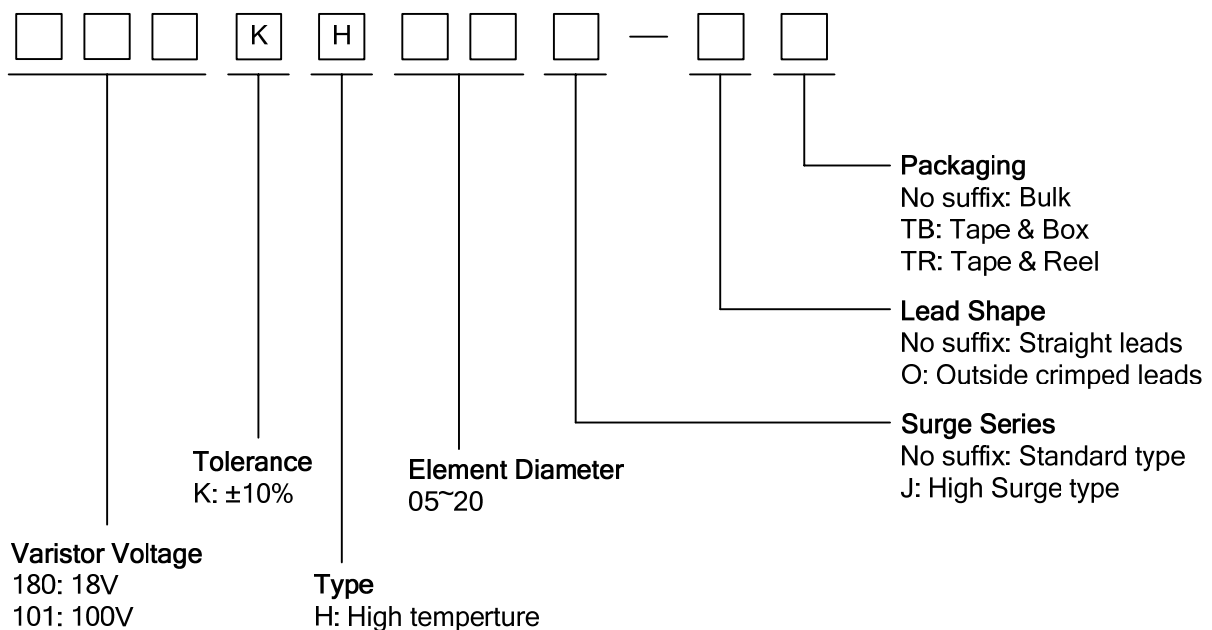 K H
Packaging
No suffix: Bulk
TB: Tape & Box
TR: Tape & Reel
Lead Shape
No suffix: Straight leads
O: Outside crimped leads
Surge Series
No suffix: Standard type
J: High Surge type
Tolerance
K: ±10%
Element Diameter
05~20
Varistor Voltage
180: 18V
101: 100V
Type
H: High temperture